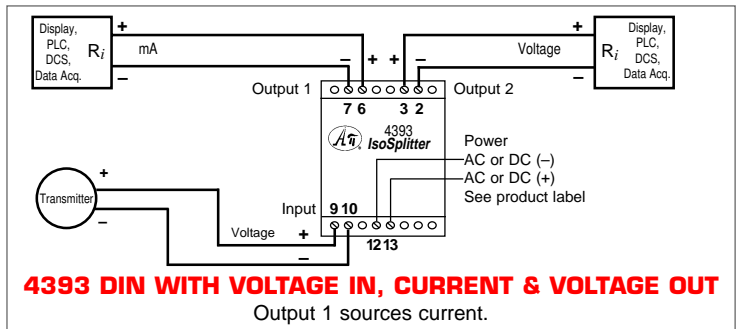 Display,
PLC,
DCS,
Data Acq.
Ri
+
mA
–
– + + –
+
Voltage
–
Display,
PLC,
DCS,
Data Acq.
Ri
Output 1
Output 2
7 6 3 2
Aπ®
4393
IsoSplitter
Power
AC or DC (–)
AC or DC (+)
See product label
Transmitter
+
–
Input 9 10
Voltage +
–
12 13
4393 DIN WITH VOLTAGE IN, CURRENT & VOLTAGE OUT
Output 1 sources current.